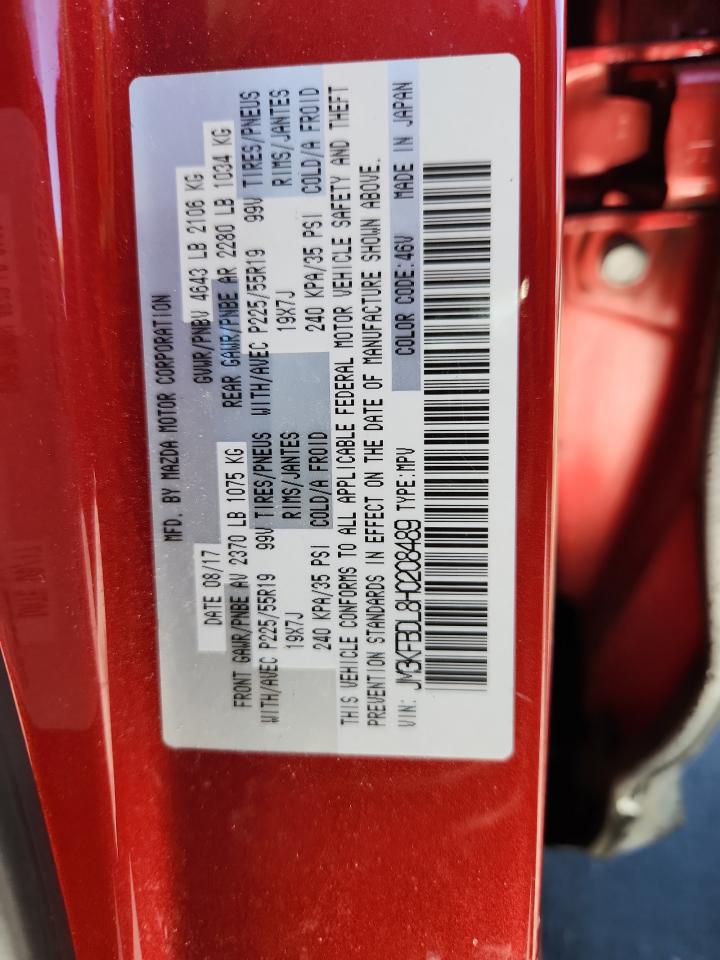 MFD. BY MAZDA MOTOR CORPORATION
DATE 08/17 GVWR/PNBV 4643 LB 2106 KG
FRONT GAWR/PNBE AV 2370 LB 1075 KG REAR GAWR/PNBE AR 2280 LB 1034 KG
WITH/AVEC P225/55R19 99V TIRES/PNEUS WITH/AVEC P225/55R19 99V TIRES/PNEUS
19X7J RIMS/JANTES 19X7J RIMS/JANTES
240 KPA/35 PSI COLD/A FROID 240 KPA/35 PSI COLD/A FROID
THIS VEHICLE CONFORMS TO ALL APPLICABLE FEDERAL MOTOR VEHICLE SAFETY AND THEFT
PREVENTION STANDARDS IN EFFECT ON THE DATE OF MANUFACTURE SHOWN ABOVE.
VIN: JM3KFBDL8H0208489 TYPE:MPV COLOR CODE:46V MADE IN JAPAN